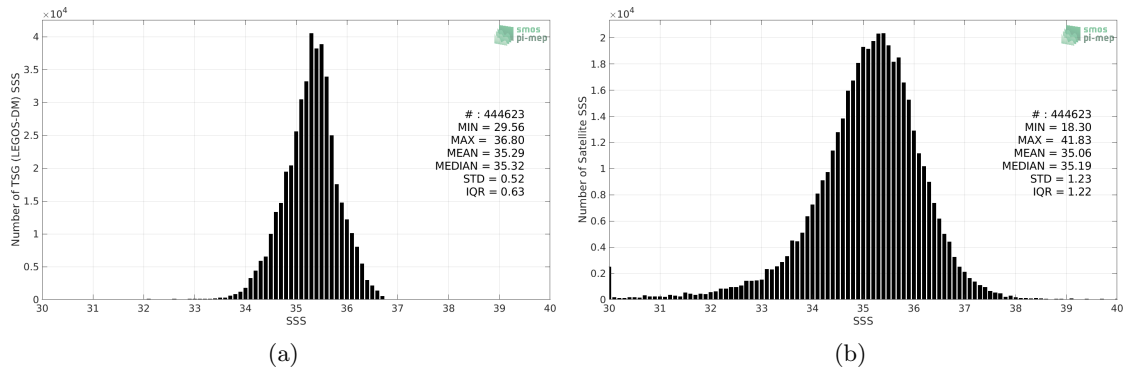 ×10⁴
4
3.5
3
2.5
2
1.5
1
0.5
0
Number of TSG (LEGOS-DM) SSS
smos
pi-mep
# : 444623
MIN = 29.56
MAX = 36.80
MEAN = 35.29
MEDIAN = 35.32
STD = 0.52
IQR = 0.63
30 31 32 33 34 35 36 37 38 39 40
SSS
(a)
×10⁴
2
1.8
1.6
1.4
1.2
1
0.8
0.6
0.4
0.2
0
Number of Satellite SSS
smos
pi-mep
# : 444623
MIN = 18.30
MAX = 41.83
MEAN = 35.06
MEDIAN = 35.19
STD = 1.23
IQR = 1.22
30 31 32 33 34 35 36 37 38 39 40
SSS
(b)